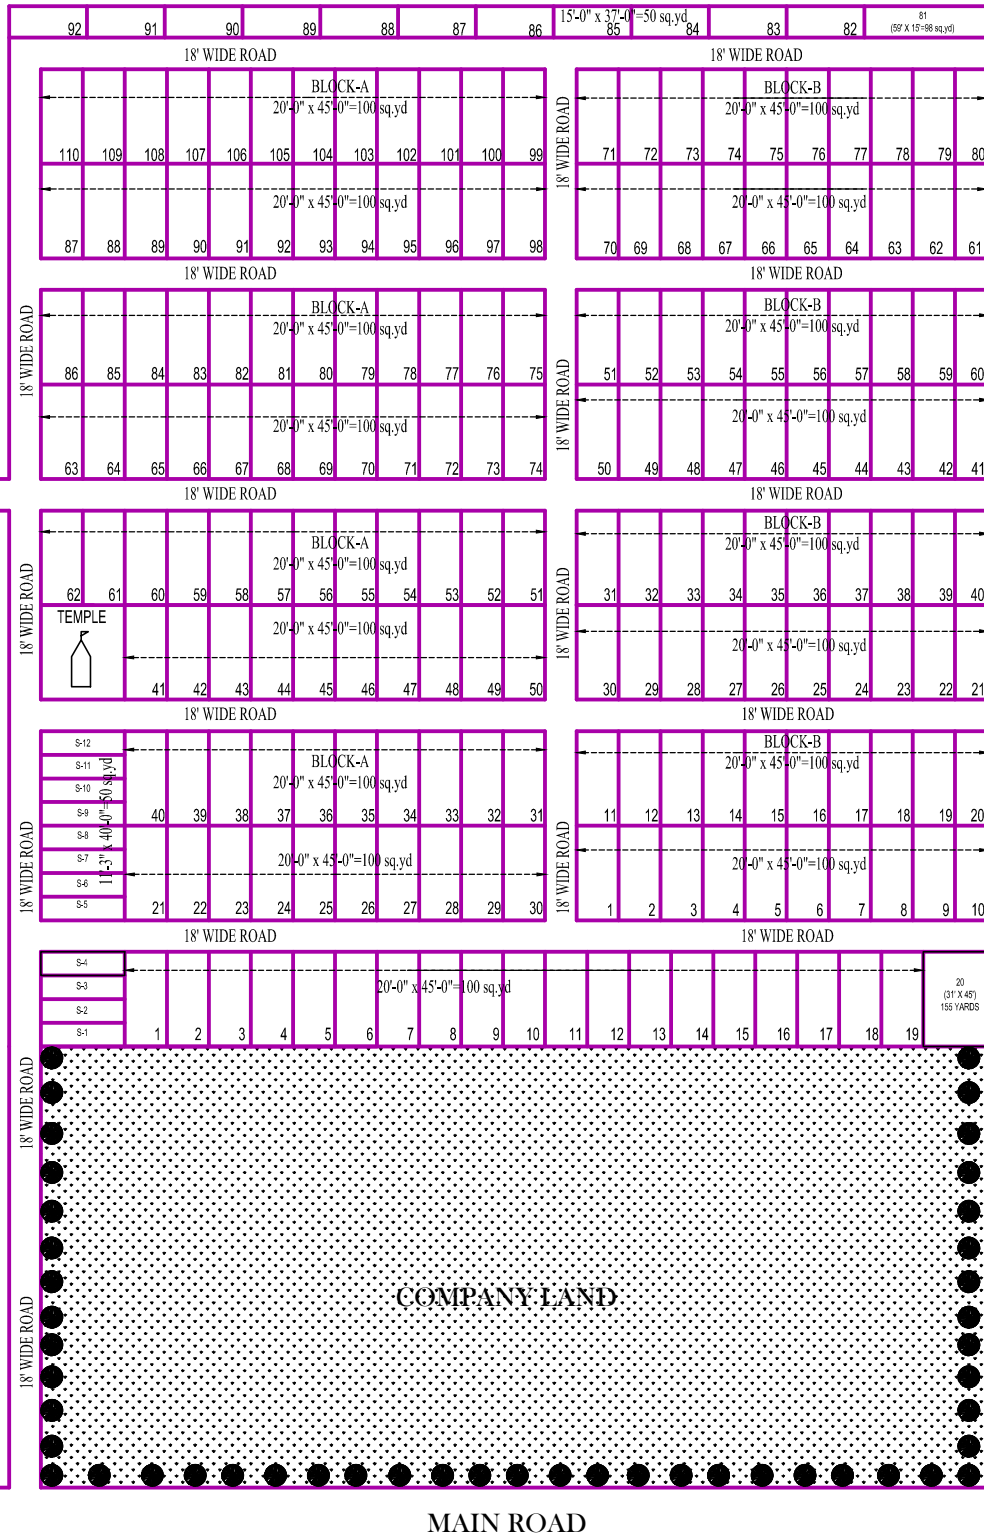 15'-0" x 37'-0"=50 sq.yd
92 91 90 89 88 87 86 85 84 83 82
81
(59' X 15'=98 sq.yd)
18' WIDE ROAD 18' WIDE ROAD
BLOCK-A
20'-0" x 45'-0"=100 sq.yd
110 109 108 107 106 105 104 103 102 101 100 99
20'-0" x 45'-0"=100 sq.yd
87 88 89 90 91 92 93 94 95 96 97 98
18' WIDE ROAD
BLOCK-B
20'-0" x 45'-0"=100 sq.yd
71 72 73 74 75 76 77 78 79 80
20'-0" x 45'-0"=100 sq.yd
70 69 68 67 66 65 64 63 62 61
18' WIDE ROAD 18' WIDE ROAD
18' WIDE ROAD
BLOCK-A
20'-0" x 45'-0"=100 sq.yd
86 85 84 83 82 81 80 79 78 77 76 75
20'-0" x 45'-0"=100 sq.yd
63 64 65 66 67 68 69 70 71 72 73 74
18' WIDE ROAD
BLOCK-B
20'-0" x 45'-0"=100 sq.yd
51 52 53 54 55 56 57 58 59 60
20'-0" x 45'-0"=100 sq.yd
50 49 48 47 46 45 44 43 42 41
18' WIDE ROAD 18' WIDE ROAD
18' WIDE ROAD
BLOCK-A
20'-0" x 45'-0"=100 sq.yd
62 61 60 59 58 57 56 55 54 53 52 51
TEMPLE
20'-0" x 45'-0"=100 sq.yd
41 42 43 44 45 46 47 48 49 50
18' WIDE ROAD
BLOCK-B
20'-0" x 45'-0"=100 sq.yd
31 32 33 34 35 36 37 38 39 40
20'-0" x 45'-0"=100 sq.yd
30 29 28 27 26 25 24 23 22 21
18' WIDE ROAD 18' WIDE ROAD
18' WIDE ROAD
S-12
S-11
S-10
S-9
S-8
S-7
S-6
S-5
11'-3" x 40'-0"=50 sq.yd
BLOCK-A
20'-0" x 45'-0"=100 sq.yd
40 39 38 37 36 35 34 33 32 31
20'-0" x 45'-0"=100 sq.yd
21 22 23 24 25 26 27 28 29 30
18' WIDE ROAD
BLOCK-B
20'-0" x 45'-0"=100 sq.yd
11 12 13 14 15 16 17 18 19 20
20'-0" x 45'-0"=100 sq.yd
1 2 3 4 5 6 7 8 9 10
18' WIDE ROAD 18' WIDE ROAD
S-4
S-3
S-2
S-1
20'-0" x 45'-0"=100 sq.yd
1 2 3 4 5 6 7 8 9 10 11 12 13 14 15 16 17 18 19
20
(31' X 45')
155 YARDS
18' WIDE ROAD
18' WIDE ROAD
COMPANY LAND
MAIN ROAD